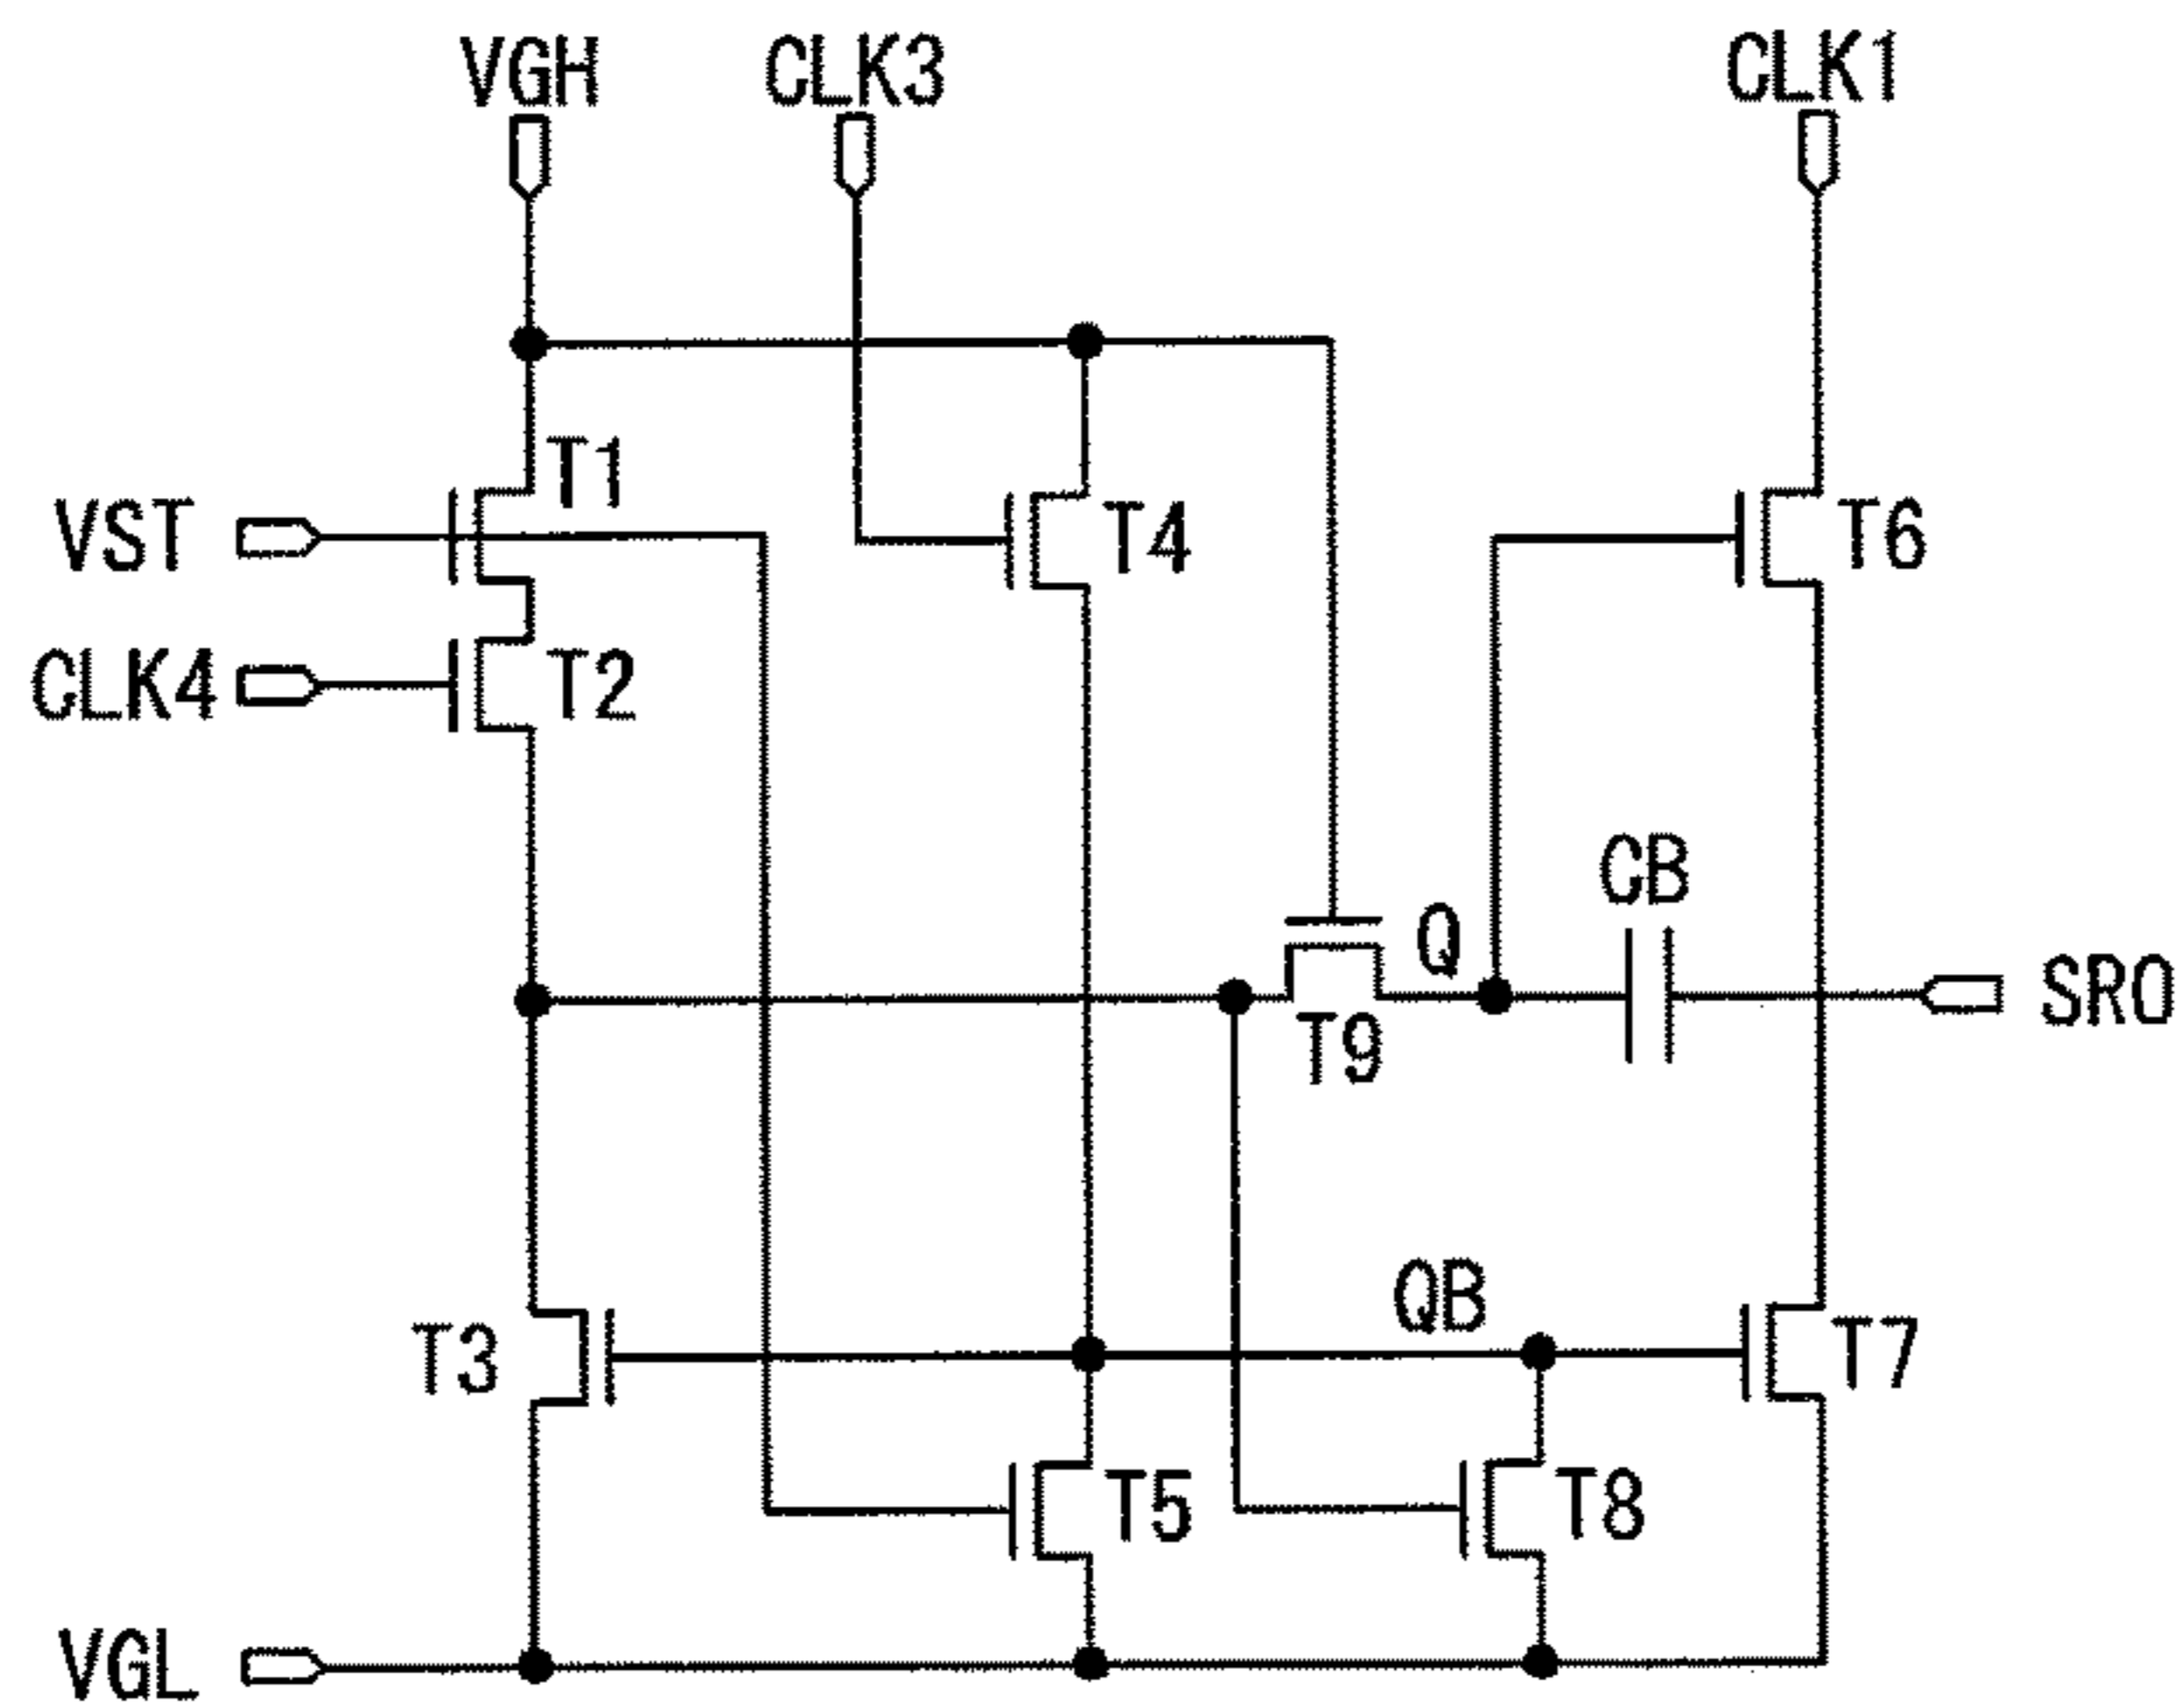 VGH CLK3 CLK1
T1
VST T4 T6
CLK4 T2
CB
Q
SRO
T9
QB
T3 T7
T5 T8
VGL